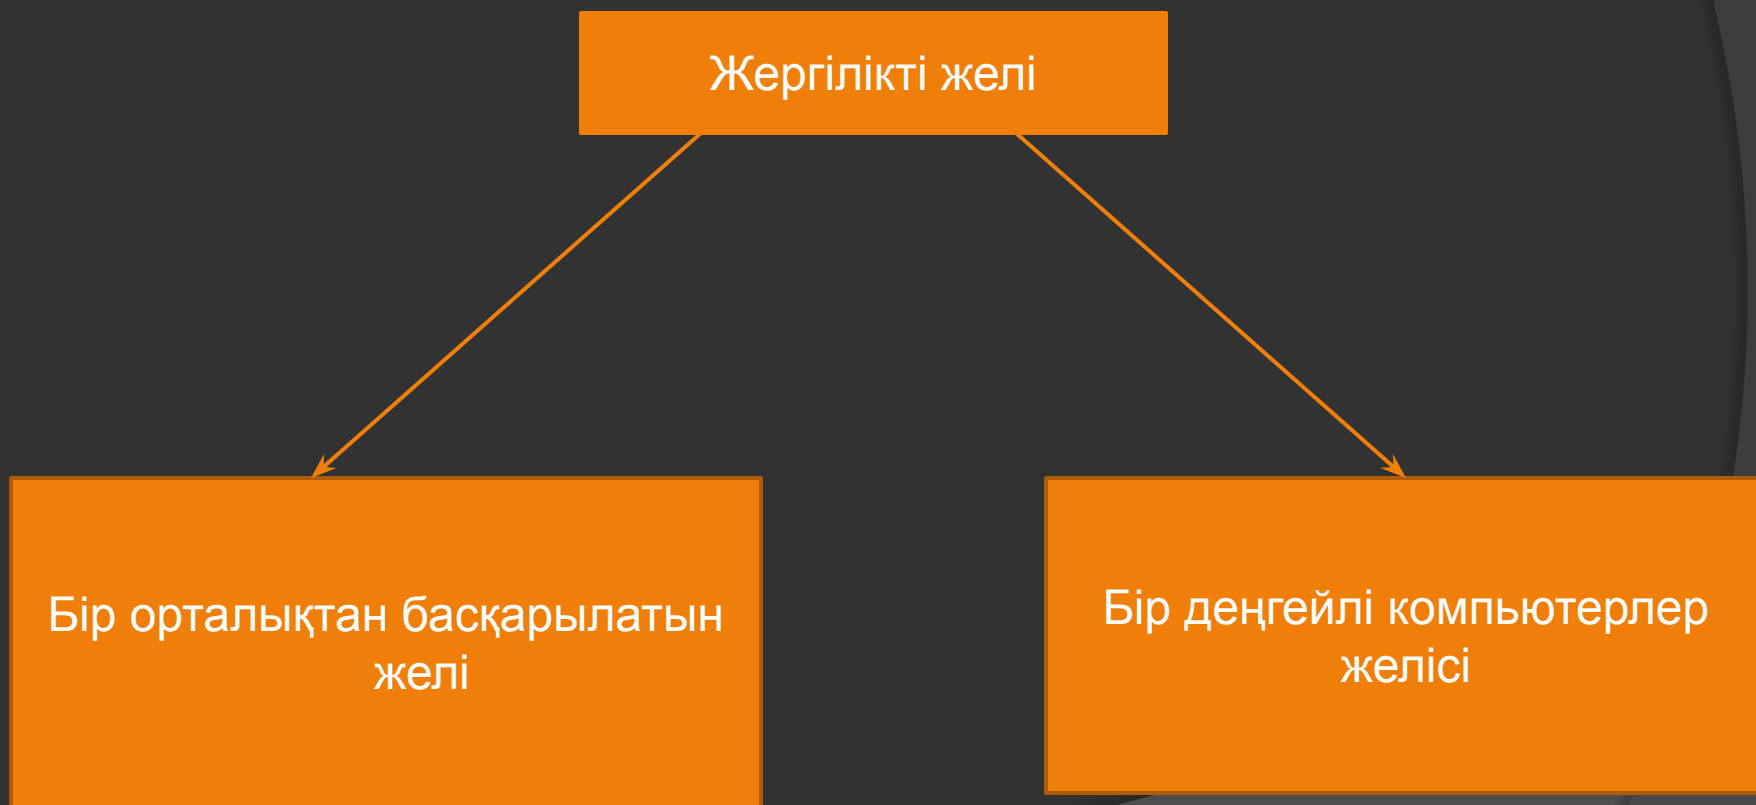 Жергілікті желі
Бір орталықтан басқарылатын
желі
Бір деңгейлі компьютерлер
желісі